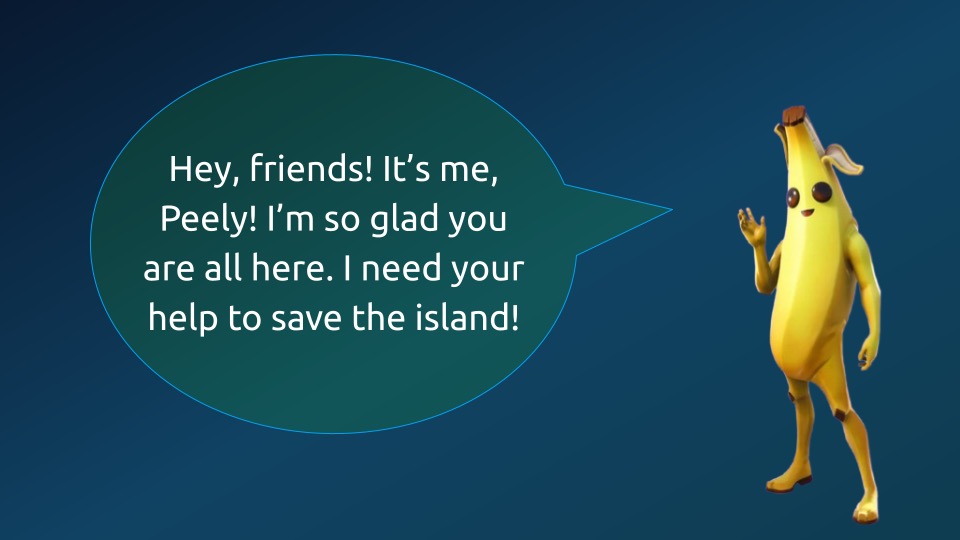 Hey, friends! It’s me,
Peely! I’m so glad you
are all here. I need your
help to save the island!